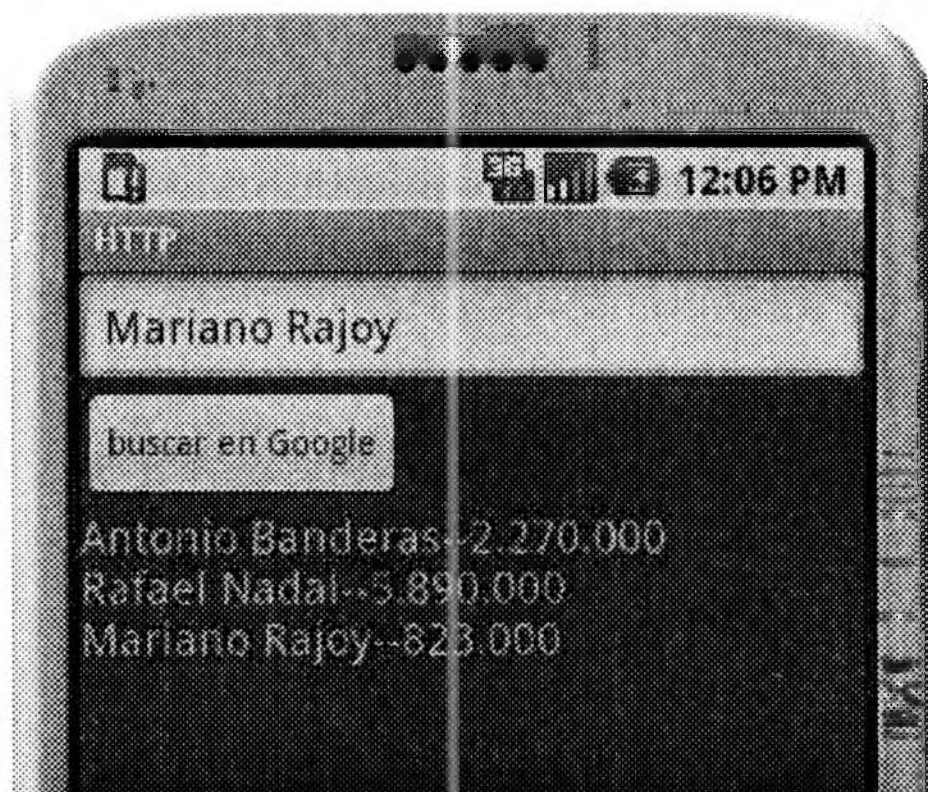 12:06 PM
HTTP
Mariano Rajoy
buscar en Google
Antonio Banderas--2.270.000
Rafael Nadal--5.890.000
Mariano Rajoy--823.000